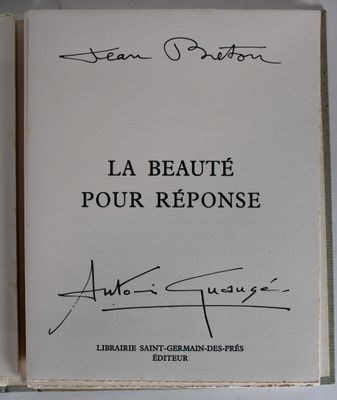 Jean Breton
LA BEAUTÉ
POUR RÉPONSE
Antoni Guansé
LIBRAIRIE SAINT-GERMAIN-DES-PRÉS
ÉDITEUR